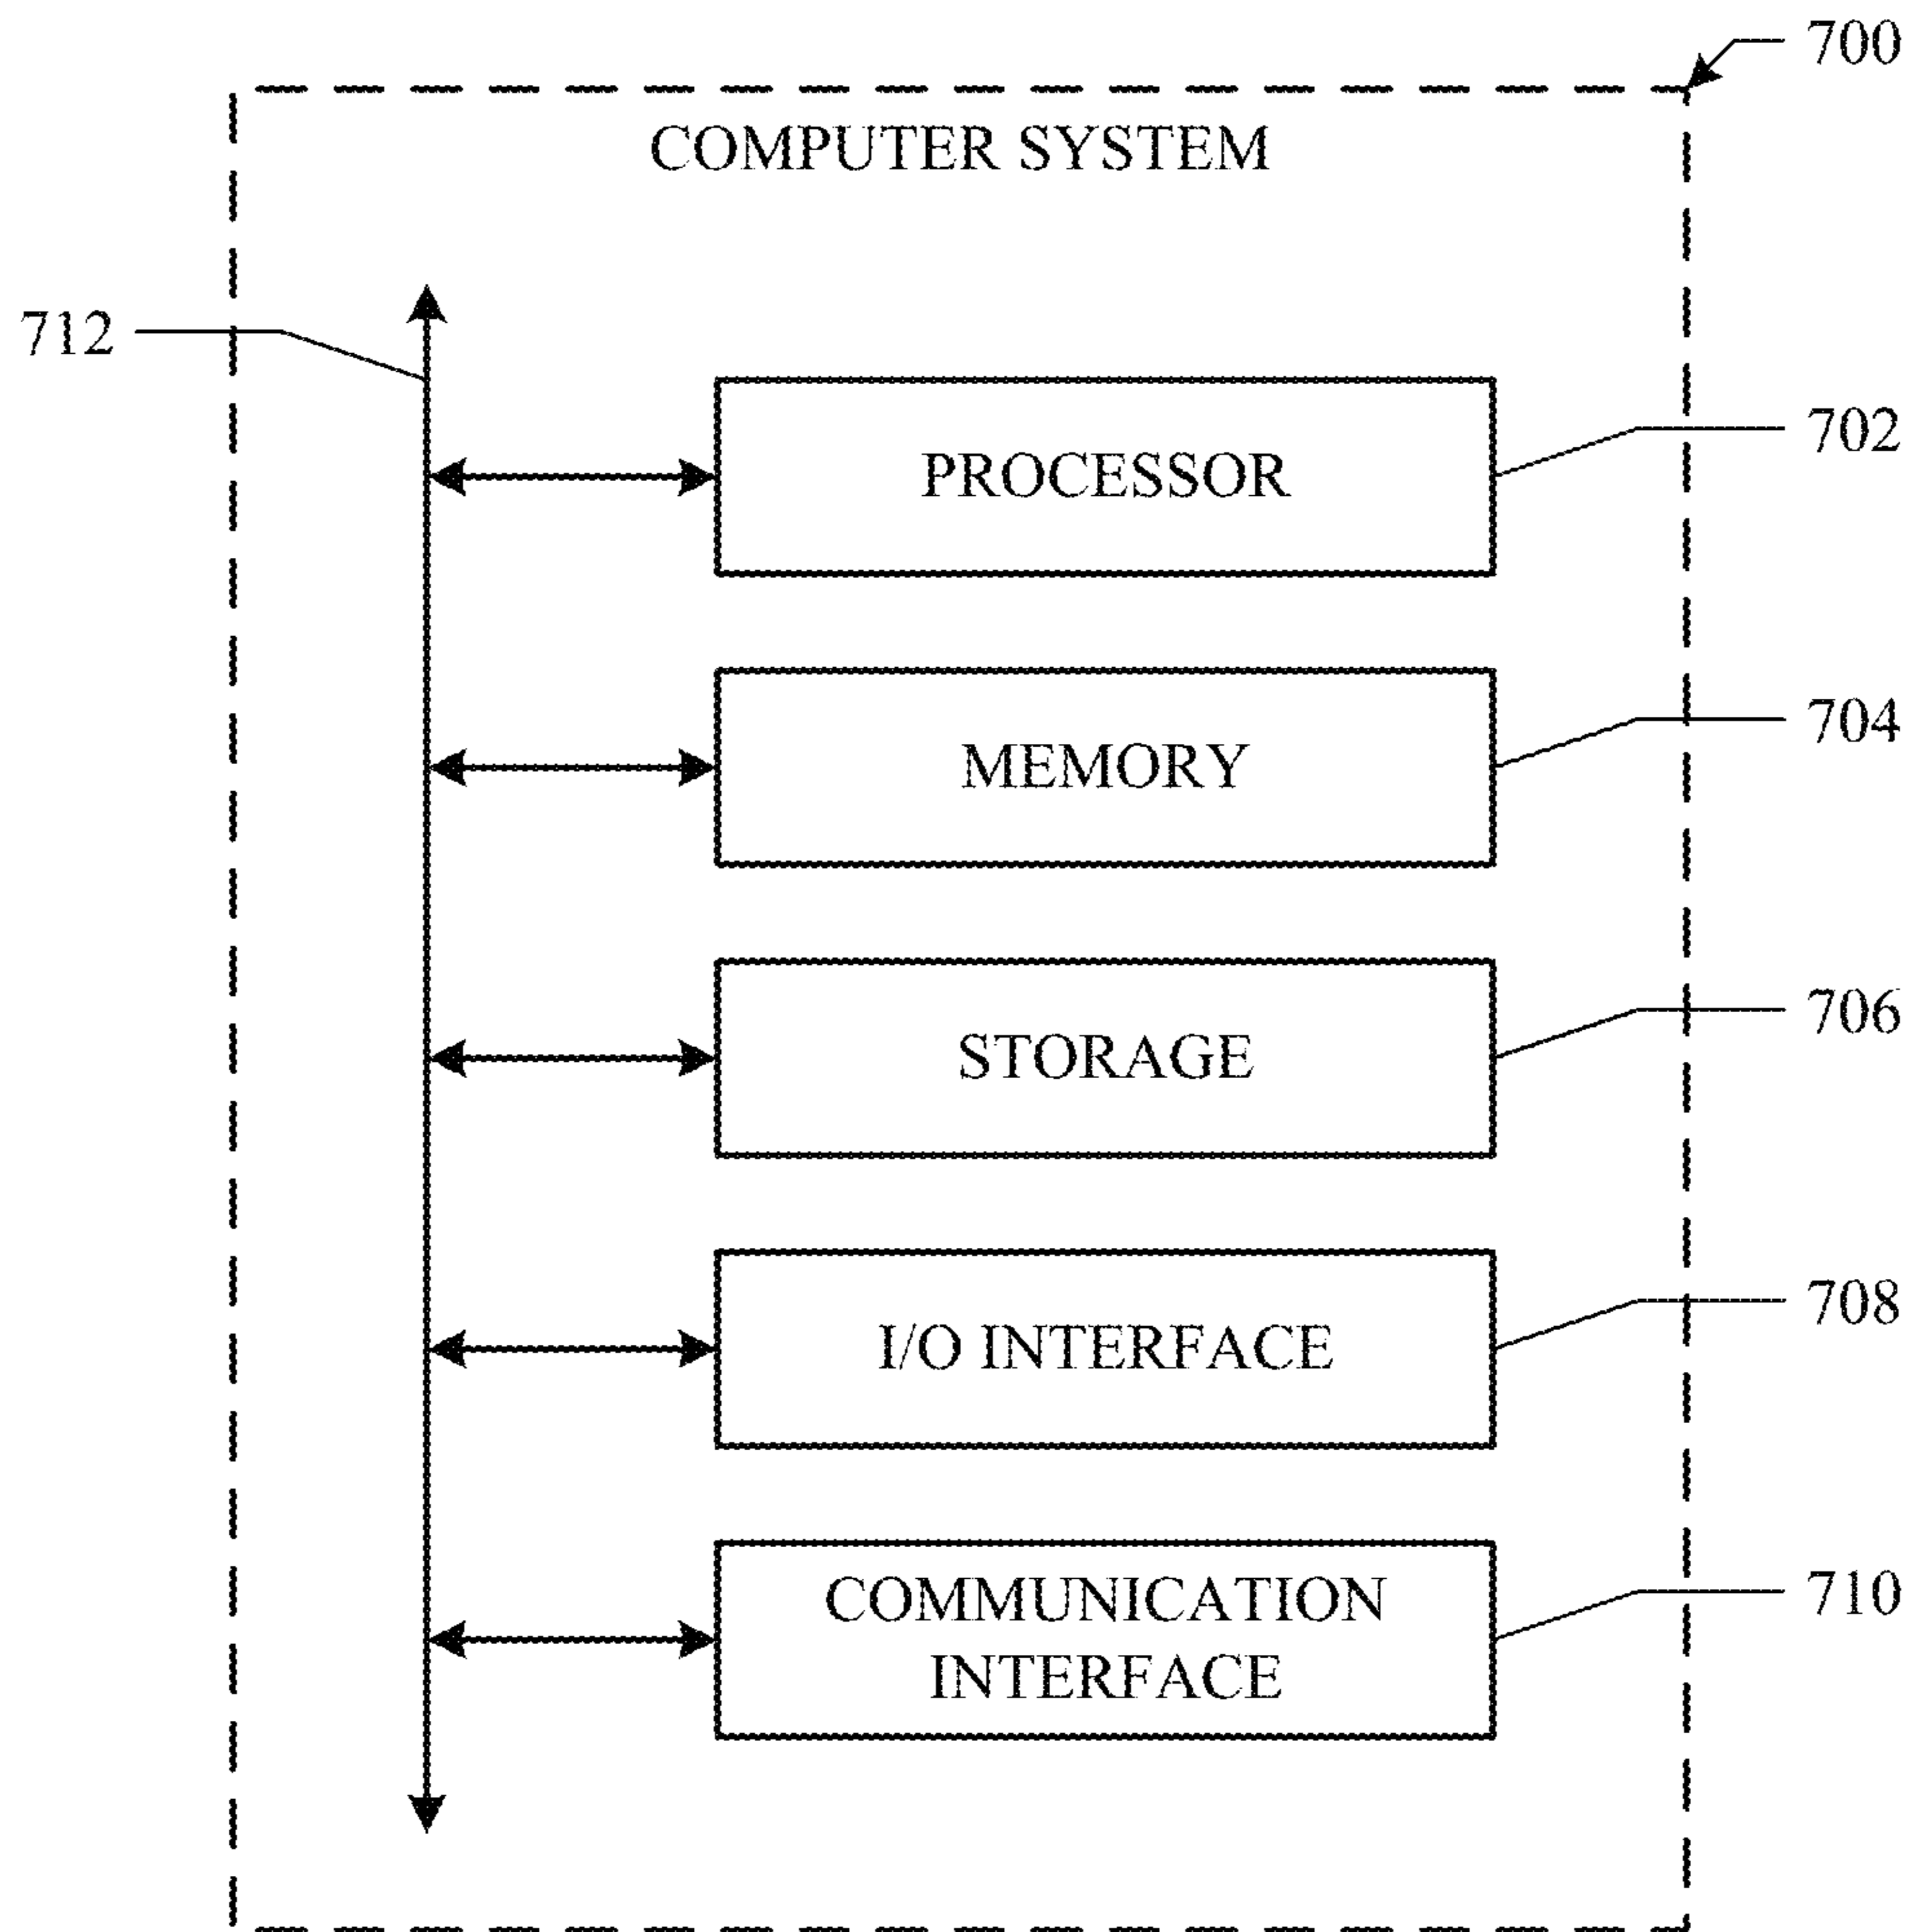 700
COMPUTER SYSTEM
712
PROCESSOR
702
MEMORY
704
STORAGE
706
I/O INTERFACE
708
COMMUNICATION
INTERFACE
710